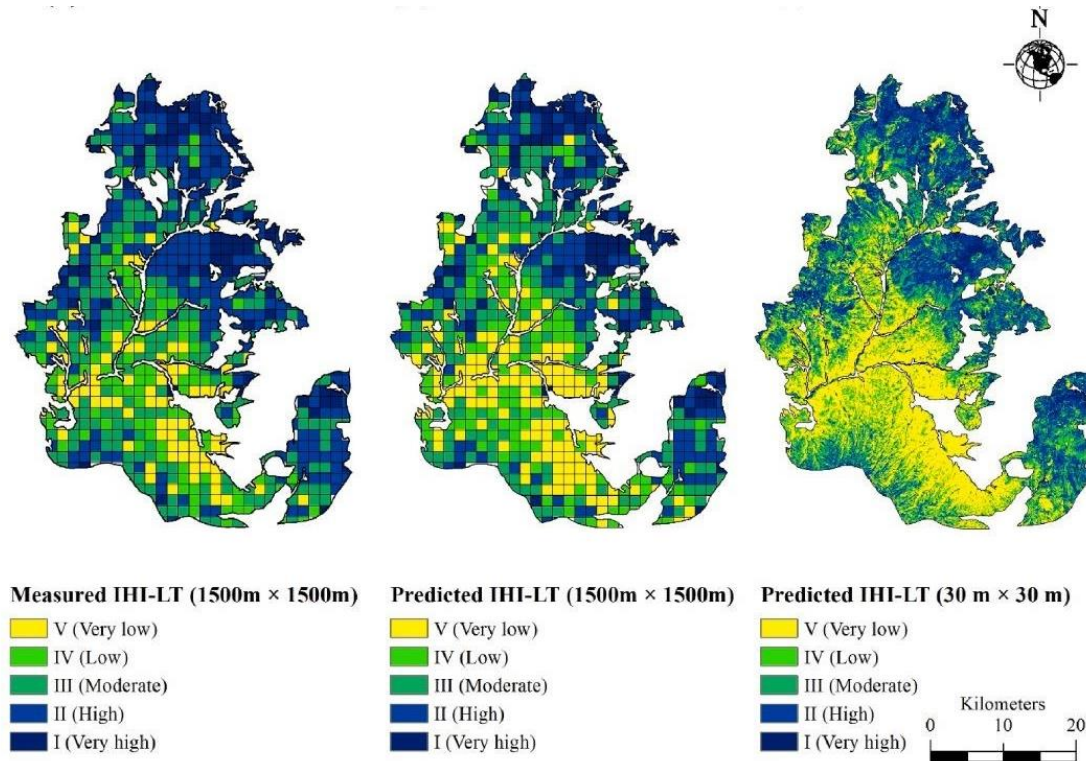 N
Measured IHI-LT (1500m × 1500m)
V (Very low)
IV (Low)
III (Moderate)
II (High)
I (Very high)
Predicted IHI-LT (1500m × 1500m)
V (Very low)
IV (Low)
III (Moderate)
II (High)
I (Very high)
Predicted IHI-LT (30 m × 30 m)
V (Very low)
IV (Low)
III (Moderate)
II (High)
I (Very high)
Kilometers
0 10 20